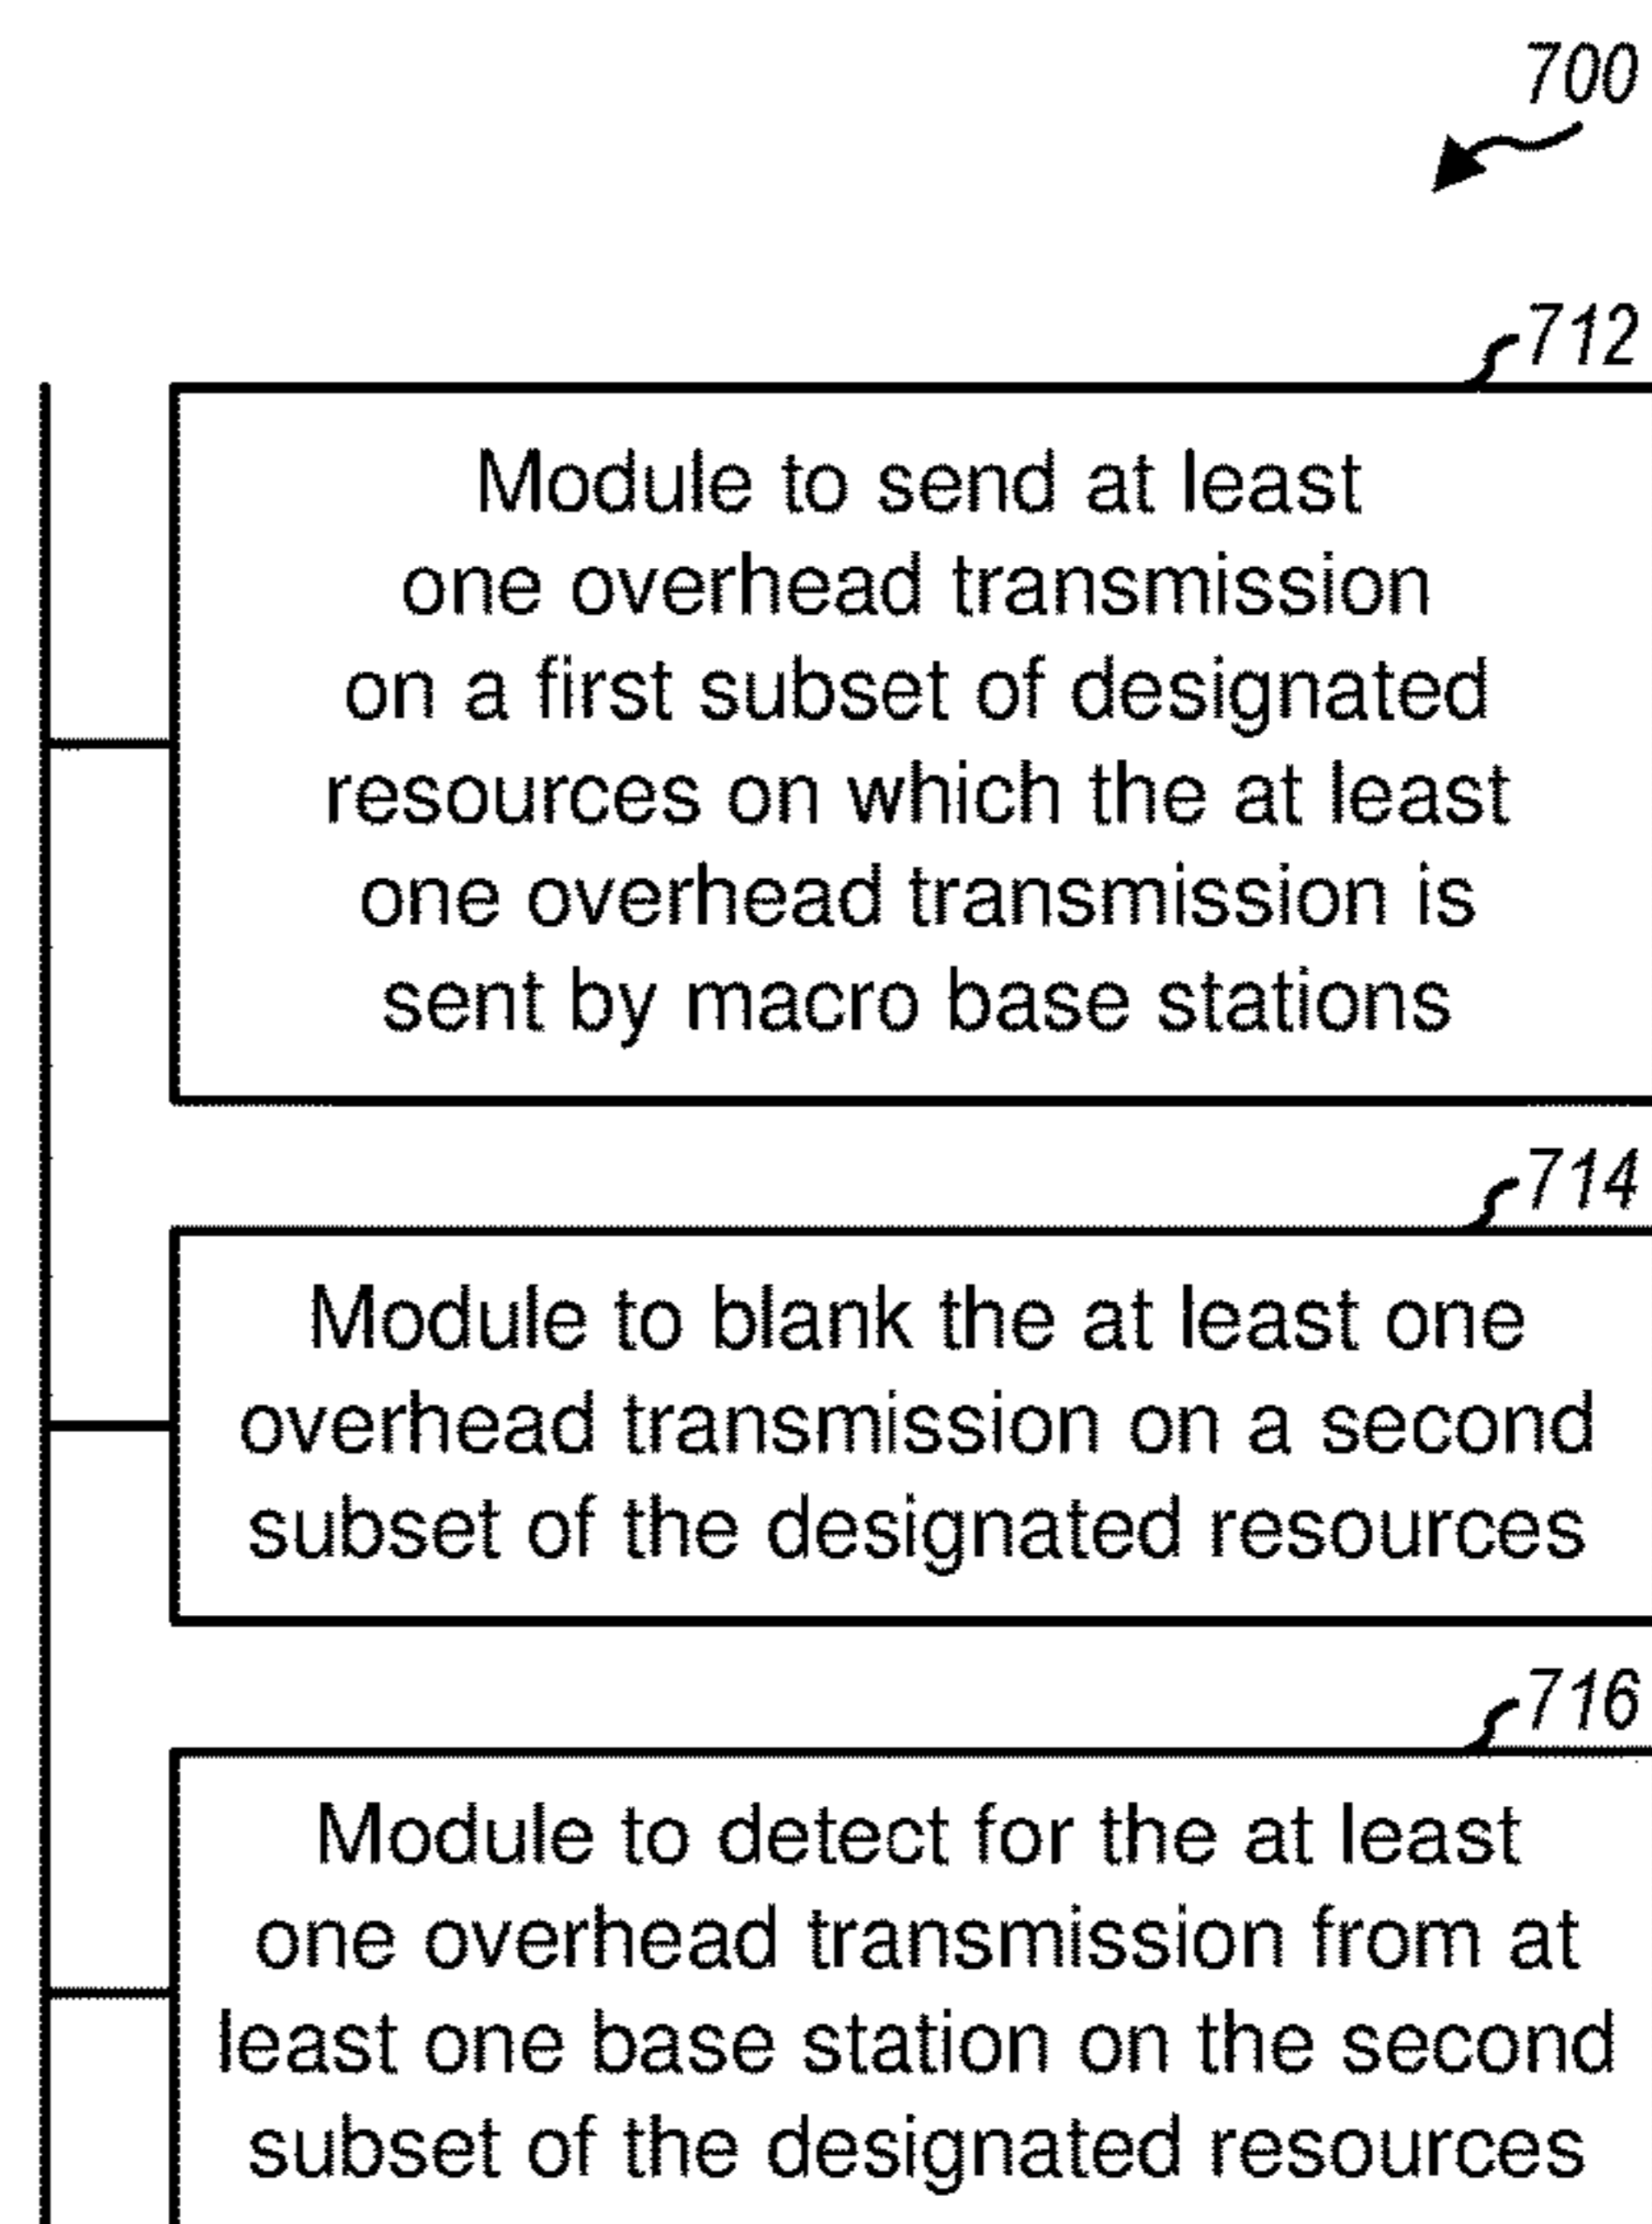 700
712
Module to send at least
one overhead transmission
on a first subset of designated
resources on which the at least
one overhead transmission is
sent by macro base stations
714
Module to blank the at least one
overhead transmission on a second
subset of the designated resources
716
Module to detect for the at least
one overhead transmission from at
least one base station on the second
subset of the designated resources